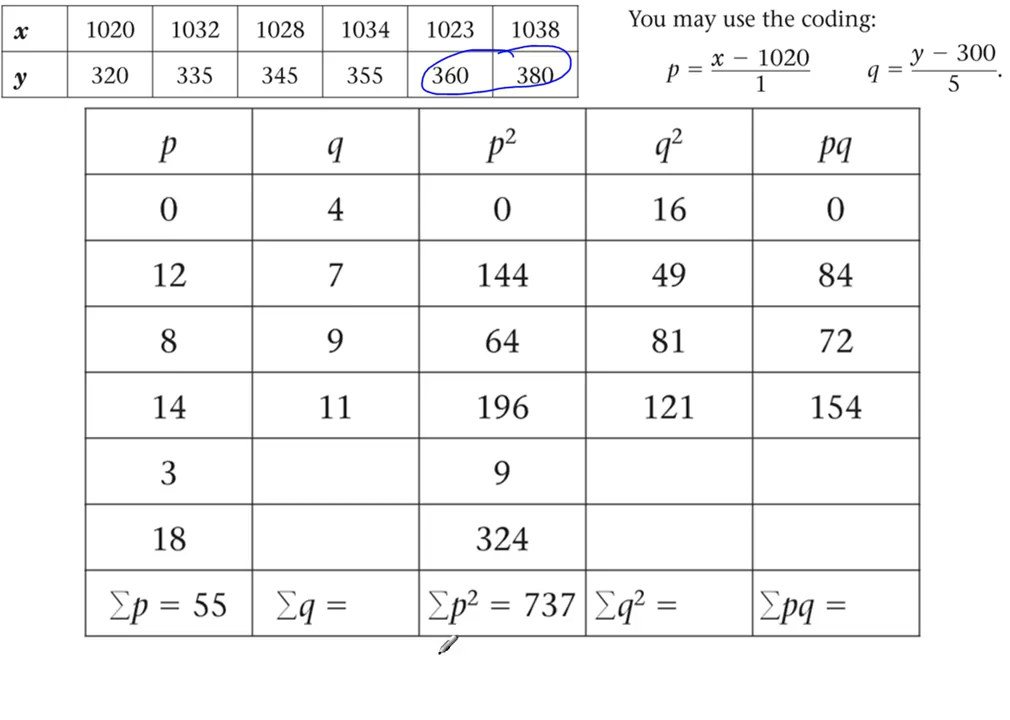 x 1020 1032 1028 1034 1023 1038
y 320 335 345 355 360 380
You may use the coding:
p = x − 1020 / 1 q = y − 300 / 5.
p q p² q² pq
0 4 0 16 0
12 7 144 49 84
8 9 64 81 72
14 11 196 121 154
3 9
18 324
∑p = 55 ∑q = ∑p² = 737 ∑q² = ∑pq =